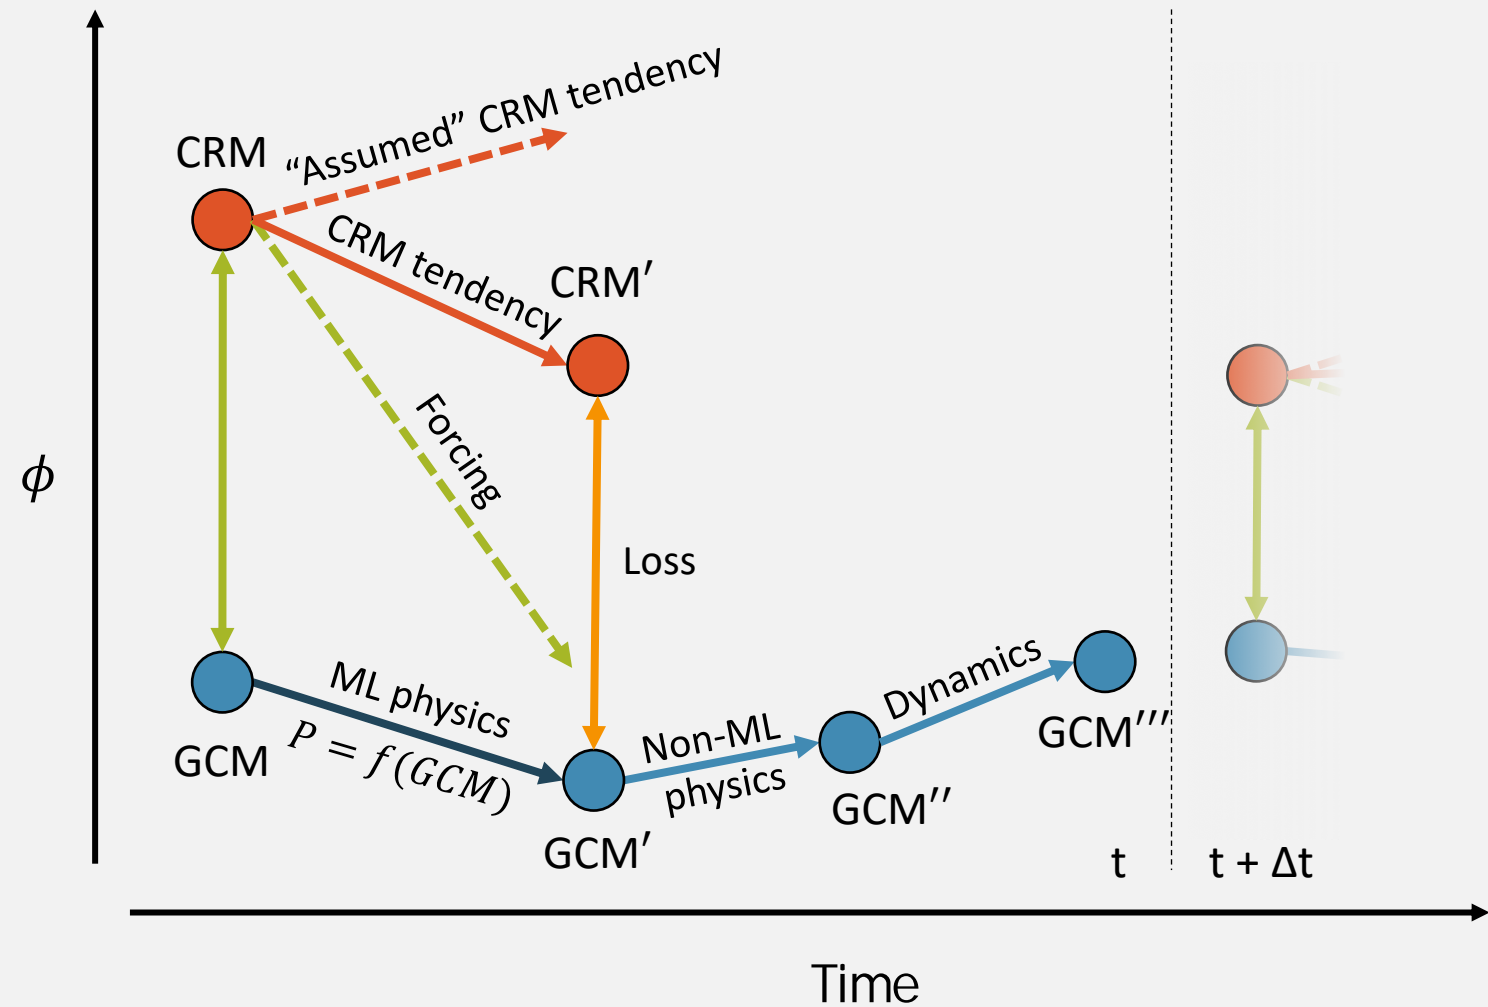 “Assumed” CRM tendency
CRM
CRM tendency
CRM′
Forcing
ϕ
Loss
ML physics
P = f(GCM)
GCM
Non-ML
physics
Dynamics
GCM′′′
GCM′′
GCM′
t
t + Δt
Time